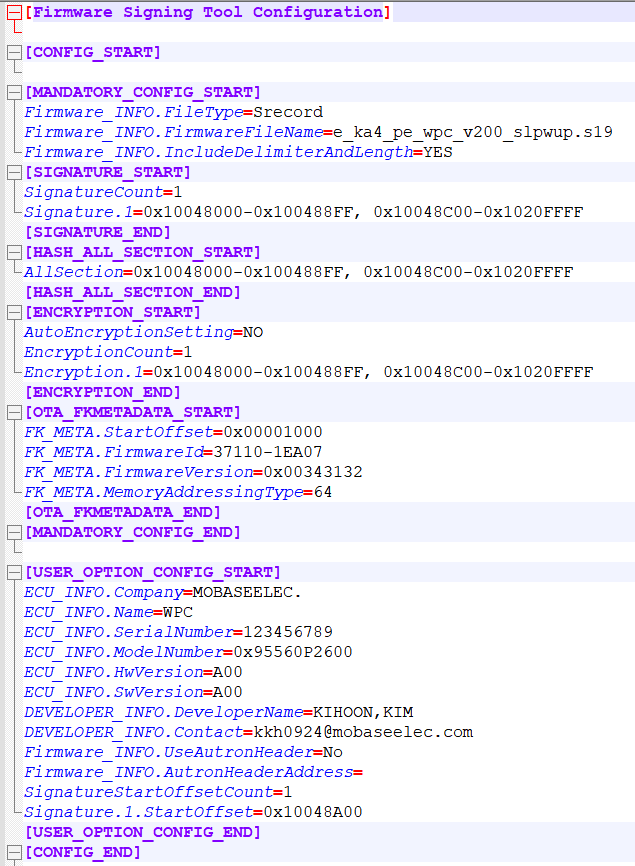 [Firmware Signing Tool Configuration]
[CONFIG_START]
[MANDATORY_CONFIG_START]
Firmware_INFO.FileType=Srecord
Firmware_INFO.FirmwareFileName=e_ka4_pe_wpc_v200_slpwup.s19
Firmware_INFO.IncludeDelimiterAndLength=YES
[SIGNATURE_START]
SignatureCount=1
Signature.1=0x10048000-0x100488FF, 0x10048C00-0x1020FFFF
[SIGNATURE_END]
[HASH_ALL_SECTION_START]
AllSection=0x10048000-0x100488FF, 0x10048C00-0x1020FFFF
[HASH_ALL_SECTION_END]
[ENCRYPTION_START]
AutoEncryptionSetting=NO
EncryptionCount=1
Encryption.1=0x10048000-0x100488FF, 0x10048C00-0x1020FFFF
[ENCRYPTION_END]
[OTA_FKMETADATA_START]
FK_META.StartOffset=0x00001000
FK_META.FirmwareId=37110-1EA07
FK_META.FirmwareVersion=0x00343132
FK_META.MemoryAddressingType=64
[OTA_FKMETADATA_END]
[MANDATORY_CONFIG_END]
[USER_OPTION_CONFIG_START]
ECU_INFO.Company=MOBASEELEC.
ECU_INFO.Name=WPC
ECU_INFO.SerialNumber=123456789
ECU_INFO.ModelNumber=0x95560P2600
ECU_INFO.HwVersion=A00
ECU_INFO.SwVersion=A00
DEVELOPER_INFO.DeveloperName=KIHOON,KIM
DEVELOPER_INFO.Contact=kkh0924@mobaseelec.com
Firmware_INFO.UseAutronHeader=No
Firmware_INFO.AutronHeaderAddress=
SignatureStartOffsetCount=1
Signature.1.StartOffset=0x10048A00
[USER_OPTION_CONFIG_END]
[CONFIG_END]